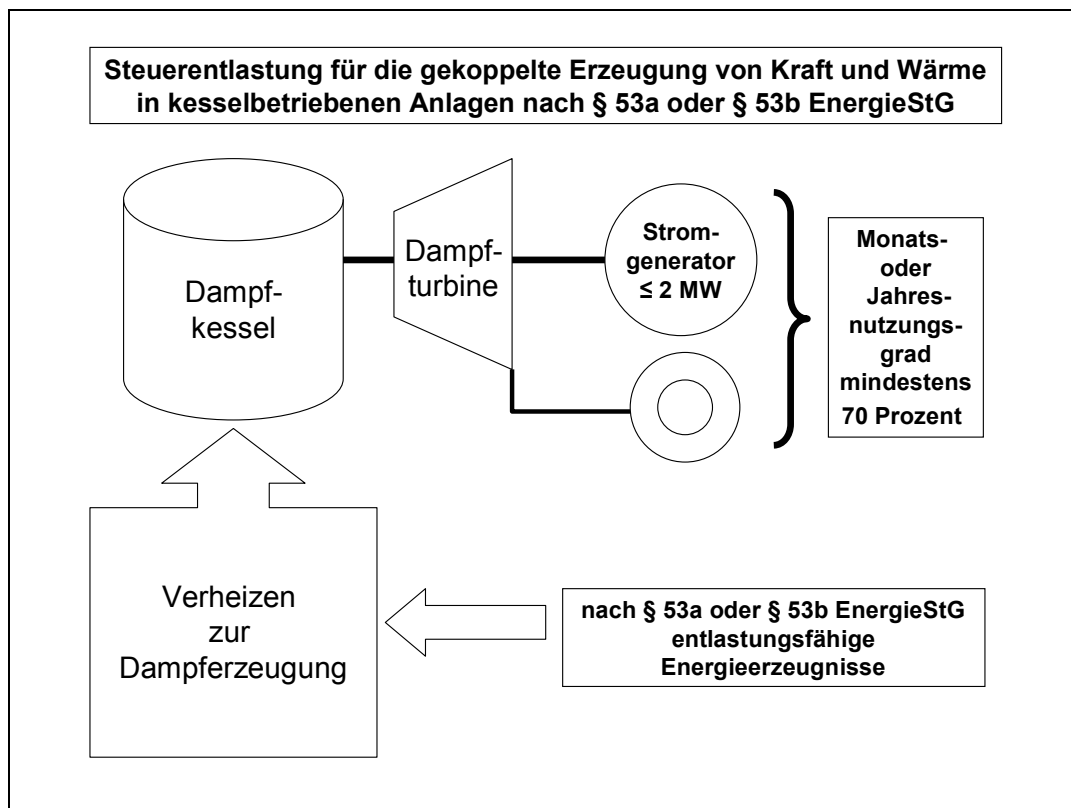 Steuerentlastung für die gekoppelte Erzeugung von Kraft und Wärme
in kesselbetriebenen Anlagen nach § 53a oder § 53b EnergieStG
Dampf-
kessel
Dampf-
turbine
Strom-
generator
≤ 2 MW
Monats-
oder
Jahres-
nutzungs-
grad
mindestens
70 Prozent
Verheizen
zur
Dampferzeugung
nach § 53a oder § 53b EnergieStG
entlastungsfähige
Energieerzeugnisse